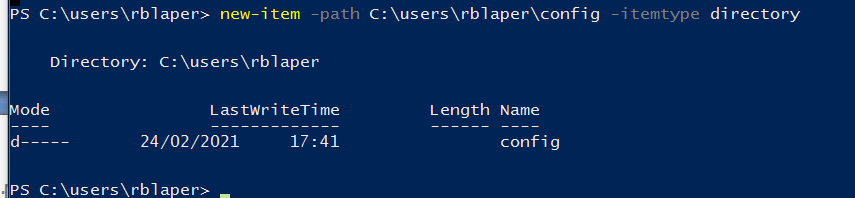 PS C:\users\rblaper> new-item -path C:\users\rblaper\config -itemtype directory
Directory: C:\users\rblaper
Mode LastWriteTime Length Name
---- ------------- ------ ----
d----- 24/02/2021 17:41 config
PS C:\users\rblaper>